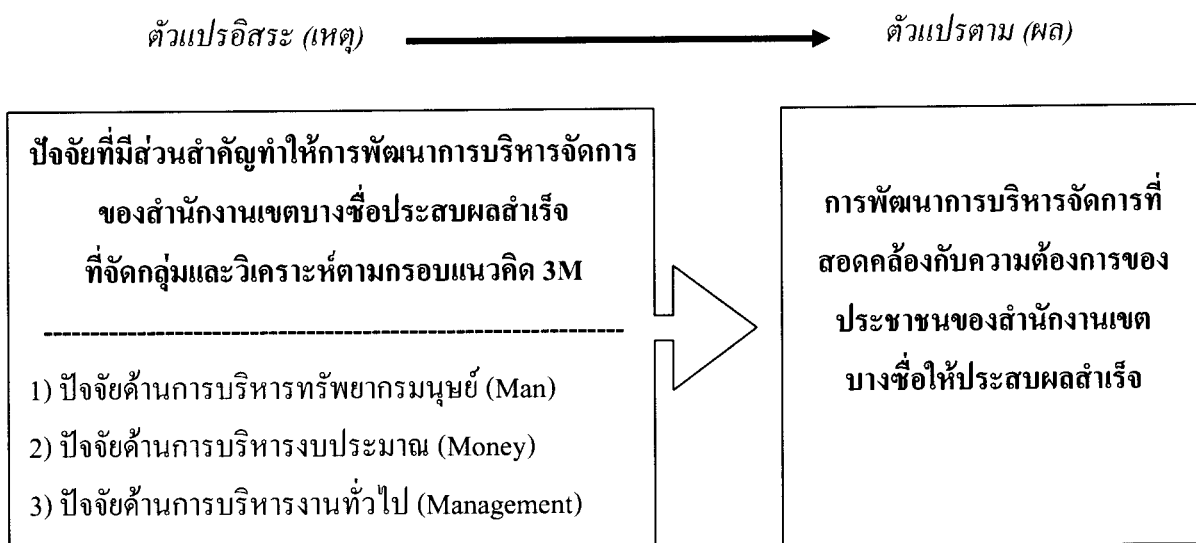 ตัวแปรอิสระ (เหตุ)
ตัวแปรตาม (ผล)
ปัจจัยที่มีส่วนสำคัญทำให้การพัฒนาการบริหารจัดการ
ของสำนักงานเขตบางซื่อประสบผลสำเร็จ
ที่จัดกลุ่มและวิเคราะห์ตามกรอบแนวคิด 3M
1) ปัจจัยด้านการบริหารทรัพยากรมนุษย์ (Man)
2) ปัจจัยด้านการบริหารงบประมาณ (Money)
3) ปัจจัยด้านการบริหารงานทั่วไป (Management)
การพัฒนาการบริหารจัดการที่
สอดคล้องกับความต้องการของ
ประชาชนของสำนักงานเขต
บางซื่อให้ประสบผลสำเร็จ